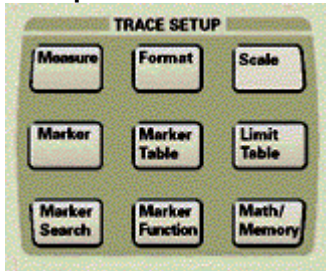 TRACE SETUP
Measure Format Scale
Marker Marker Table Limit Table
Marker Search Marker Function Math/ Memory